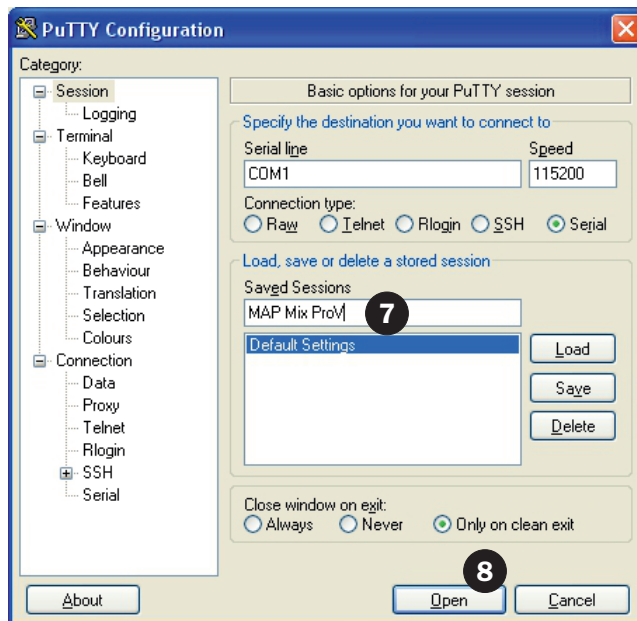 PuTTY Configuration
Category:
Session
Logging
Terminal
Keyboard
Bell
Features
Window
Appearance
Behaviour
Translation
Selection
Colours
Connection
Data
Proxy
Telnet
Rlogin
SSH
Serial
About
Basic options for your PuTTY session
Specify the destination you want to connect to
Serial line Speed
COM1 115200
Connection type:
Raw Telnet Rlogin SSH Serial
Load, save or delete a stored session
Saved Sessions
MAP Mix ProV 7
Default Settings
Load
Save
Delete
Close window on exit:
Always Never Only on clean exit
8
Open Cancel